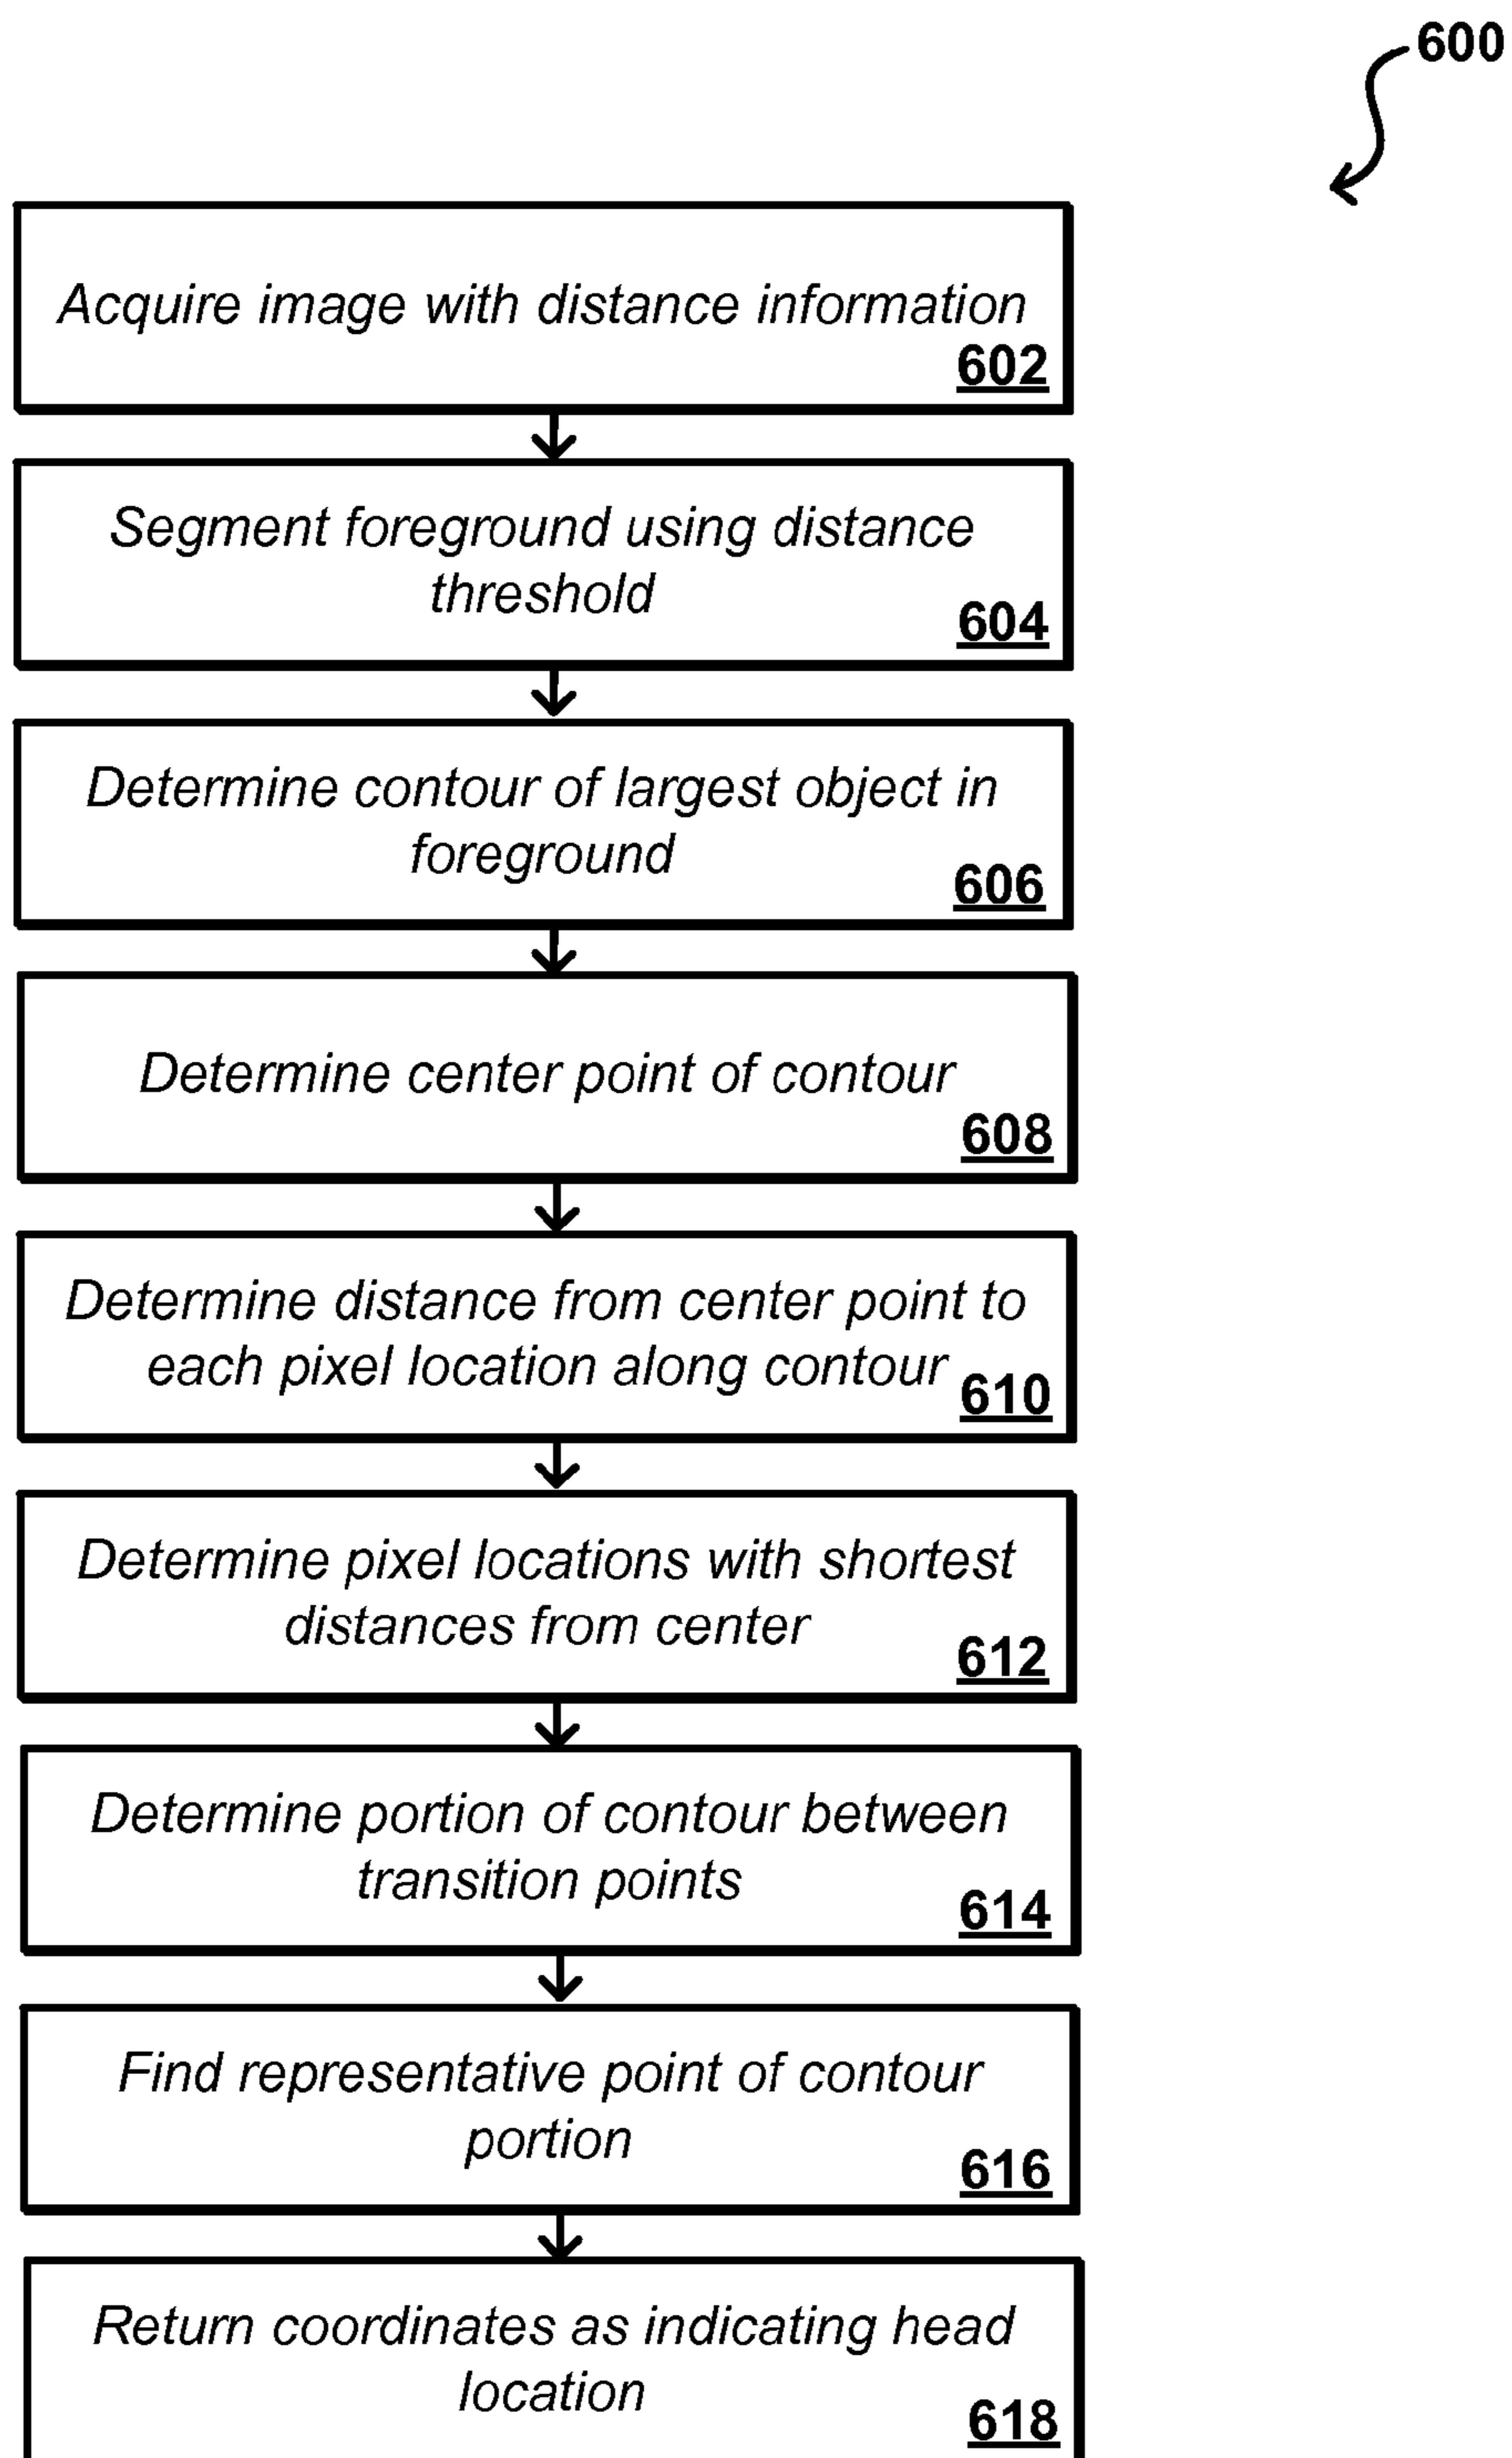 600
Acquire image with distance information
602
Segment foreground using distance
threshold
604
Determine contour of largest object in
foreground
606
Determine center point of contour
608
Determine distance from center point to
each pixel location along contour
610
Determine pixel locations with shortest
distances from center
612
Determine portion of contour between
transition points
614
Find representative point of contour
portion
616
Return coordinates as indicating head
location
618